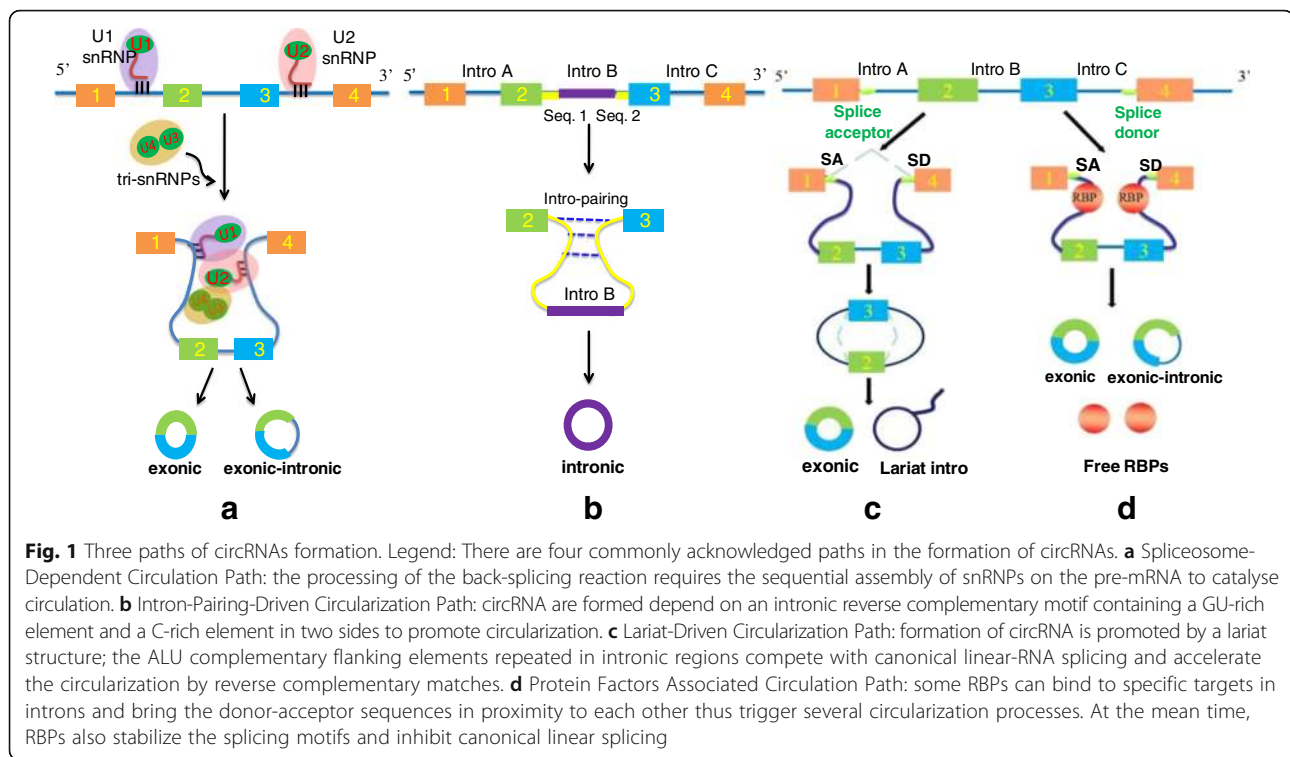 U1 snRNP
U1
U2
U2 snRNP
5’
3’
1
2
3
4
U4 U3
tri-snRNPs
1
U1
4
U2
2
3
exonic
exonic-intronic
a
5’
Intro A
Intro B
Intro C
3’
1
2
3
4
Seq. 1
Seq. 2
Intro-pairing
2
3
Intro B
intronic
b
5’
Intro A
Intro B
Intro C
3’
1
2
3
4
Splice acceptor
Splice donor
SA
SD
1
4
2
3
3
2
exonic
Lariat intro
c
SA
SD
1
4
RBP
RBP
2
3
exonic
exonic-intronic
Free RBPs
d
Fig. 1 Three paths of circRNAs formation. Legend: There are four commonly acknowledged paths in the formation of circRNAs. a Spliceosome-
Dependent Circulation Path: the processing of the back-splicing reaction requires the sequential assembly of snRNPs on the pre-mRNA to catalyse
circulation. b Intron-Pairing-Driven Circularization Path: circRNA are formed depend on an intronic reverse complementary motif containing a GU-rich
element and a C-rich element in two sides to promote circularization. c Lariat-Driven Circularization Path: formation of circRNA is promoted by a lariat
structure; the ALU complementary flanking elements repeated in intronic regions compete with canonical linear-RNA splicing and accelerate
the circularization by reverse complementary matches. d Protein Factors Associated Circulation Path: some RBPs can bind to specific targets in
introns and bring the donor-acceptor sequences in proximity to each other thus trigger several circularization processes. At the mean time,
RBPs also stabilize the splicing motifs and inhibit canonical linear splicing